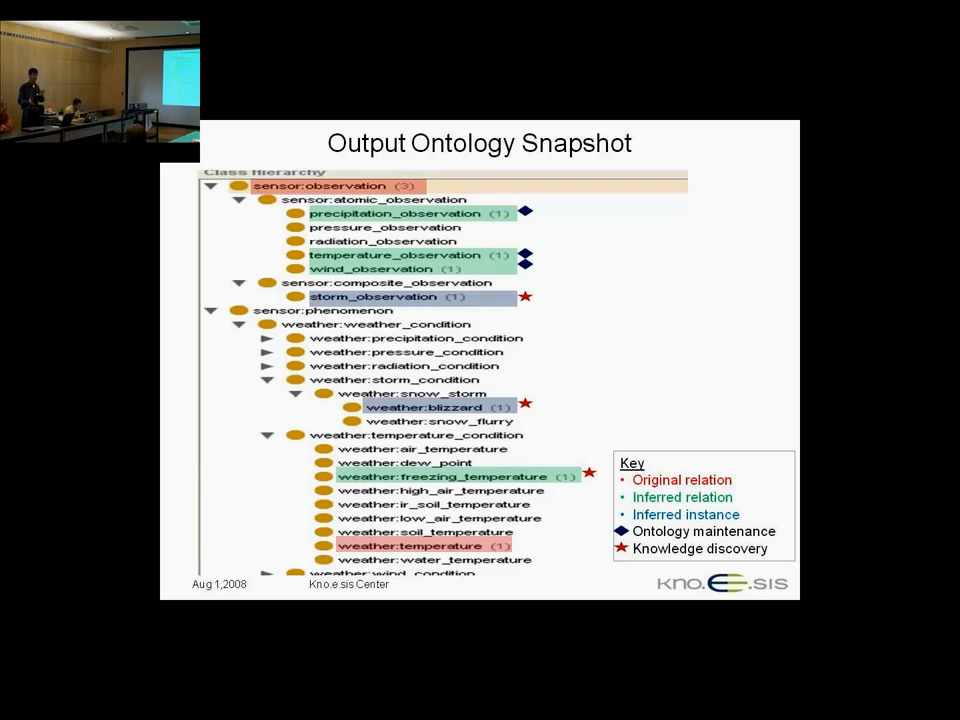 Output Ontology Snapshot
Class Hierarchy
sensor:observation (3)
sensor:atomic_observation
precipitation_observation (1)
pressure_observation
radiation_observation
temperature_observation (1)
wind_observation (1)
sensor:composite_observation
storm_observation (1)
sensor:phenomenon
weather:weather_condition
weather:precipitation_condition
weather:pressure_condition
weather:radiation_condition
weather:storm_condition
weather:snow_storm
weather:blizzard (1)
weather:snow_flurry
weather:temperature_condition
weather:air_temperature
weather:dew_point
weather:freezing_temperature (1)
weather:high_air_temperature
weather:ir_soil_temperature
weather:low_air_temperature
weather:soil_temperature
weather:temperature (1)
weather:water_temperature
weather:wind_condition
Key
• Original relation
• Inferred relation
• Inferred instance
Ontology maintenance
Knowledge discovery
Aug 1,2008
Kno.e.sis Center
kno.e.sis